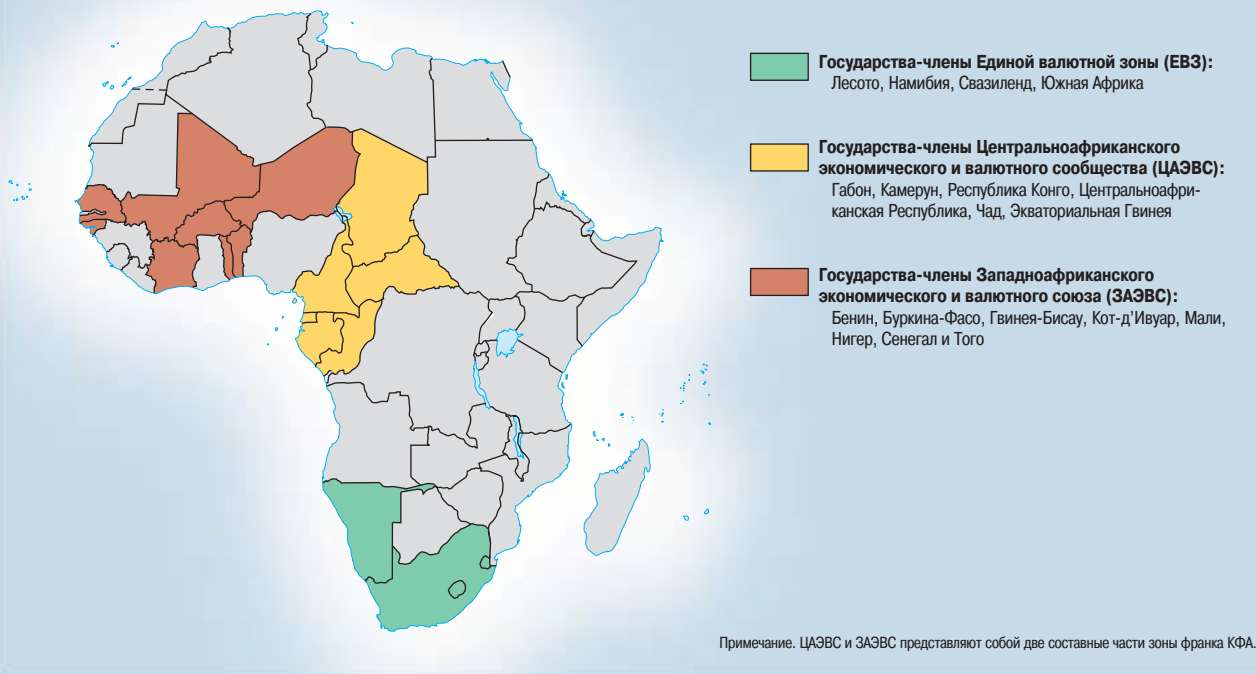 Государства-члены Единой валютной зоны (ЕВЗ):
Лесото, Намибия, Свазиленд, Южная Африка
Государства-члены Центральноафриканского
экономического и валютного сообщества (ЦАЭВС):
Габон, Камерун, Республика Конго, Центральноафри-
канская Республика, Чад, Экваториальная Гвинея
Государства-члены Западноафриканского
экономического и валютного союза (ЗАЭВС):
Бенин, Буркина-Фасо, Гвинея-Бисау, Кот-д’Ивуар, Мали,
Нигер, Сенегал и Того
Примечание. ЦАЭВС и ЗАЭВС представляют собой две составные части зоны франка КФА.